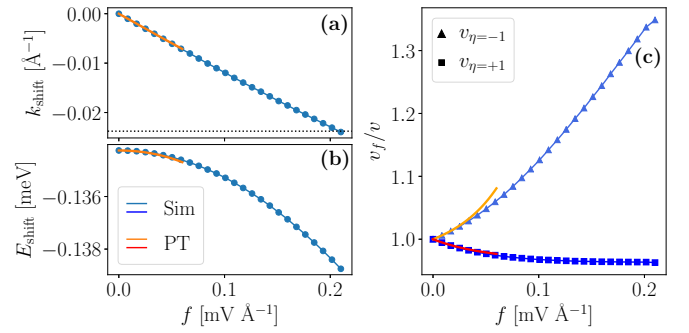 0.00
−0.01
−0.02
k_shift [Å⁻¹]
(a)
−0.136
−0.138
E_shift [meV]
(b)
Sim
PT
0.0
0.1
0.2
f [mV Å⁻¹]
1.3
1.2
1.1
1.0
v_f/v
v_η=−1
v_η=+1
(c)
0.0
0.1
0.2
f [mV Å⁻¹]